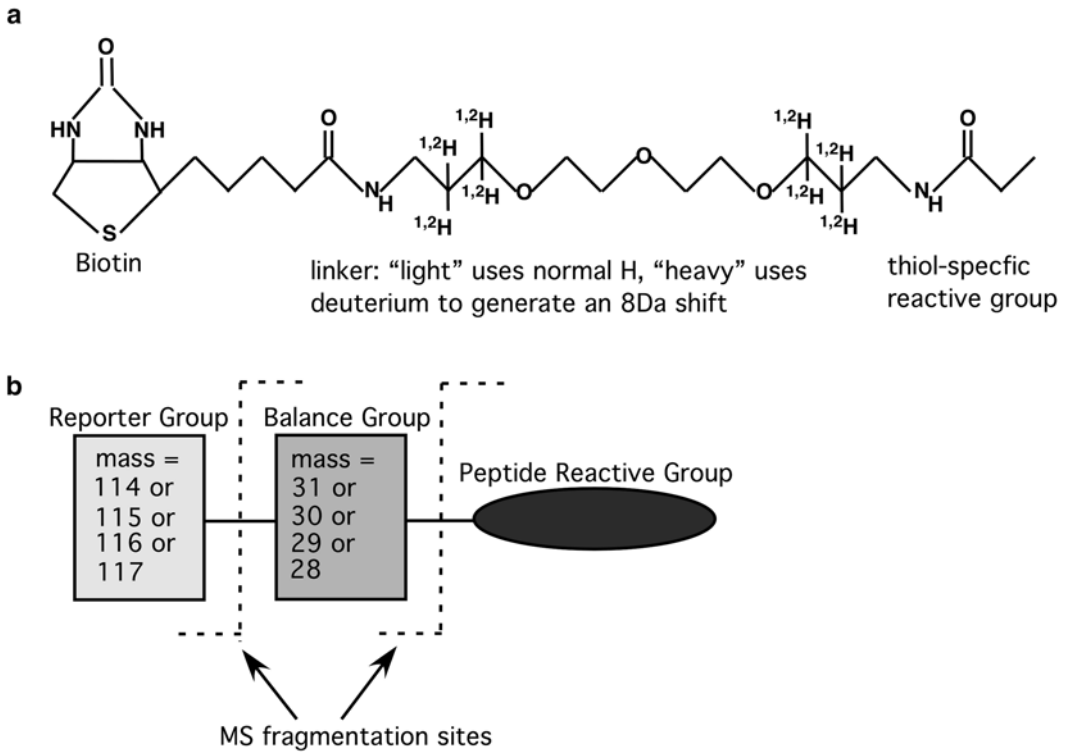 a
O
HN NH
S
Biotin
O
N
H
1,2H
1,2H
1,2H
1,2H
O
O
O
1,2H
1,2H
1,2H
1,2H
N
H
O
linker: “light” uses normal H, “heavy” uses
deuterium to generate an 8Da shift
thiol-specfic
reactive group
b
Reporter Group
mass =
114 or
115 or
116 or
117
Balance Group
mass =
31 or
30 or
29 or
28
Peptide Reactive Group
MS fragmentation sites